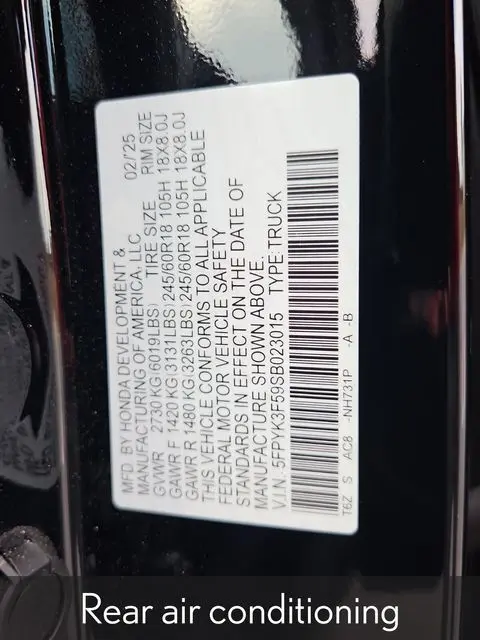 MFD. BY HONDA DEVELOPMENT & 02/'25
MANUFACTURING OF AMERICA, LLC.
GVWR 2730 KG(6019LBS) TIRE SIZE RIM SIZE
GAWR F 1420 KG(3131LBS)245/60R18 105H 18X8.0J
GAWR R 1480 KG(3263LBS)245/60R18 105H 18X8.0J
THIS VEHICLE CONFORMS TO ALL APPLICABLE
FEDERAL MOTOR VEHICLE SAFETY
STANDARDS IN EFFECT ON THE DATE OF
MANUFACTURE SHOWN ABOVE.
V.I.N. 5FPYK3F59SB023015 TYPE:TRUCK
T6Z S AC8 -NH731P -A -B
Rear air conditioning